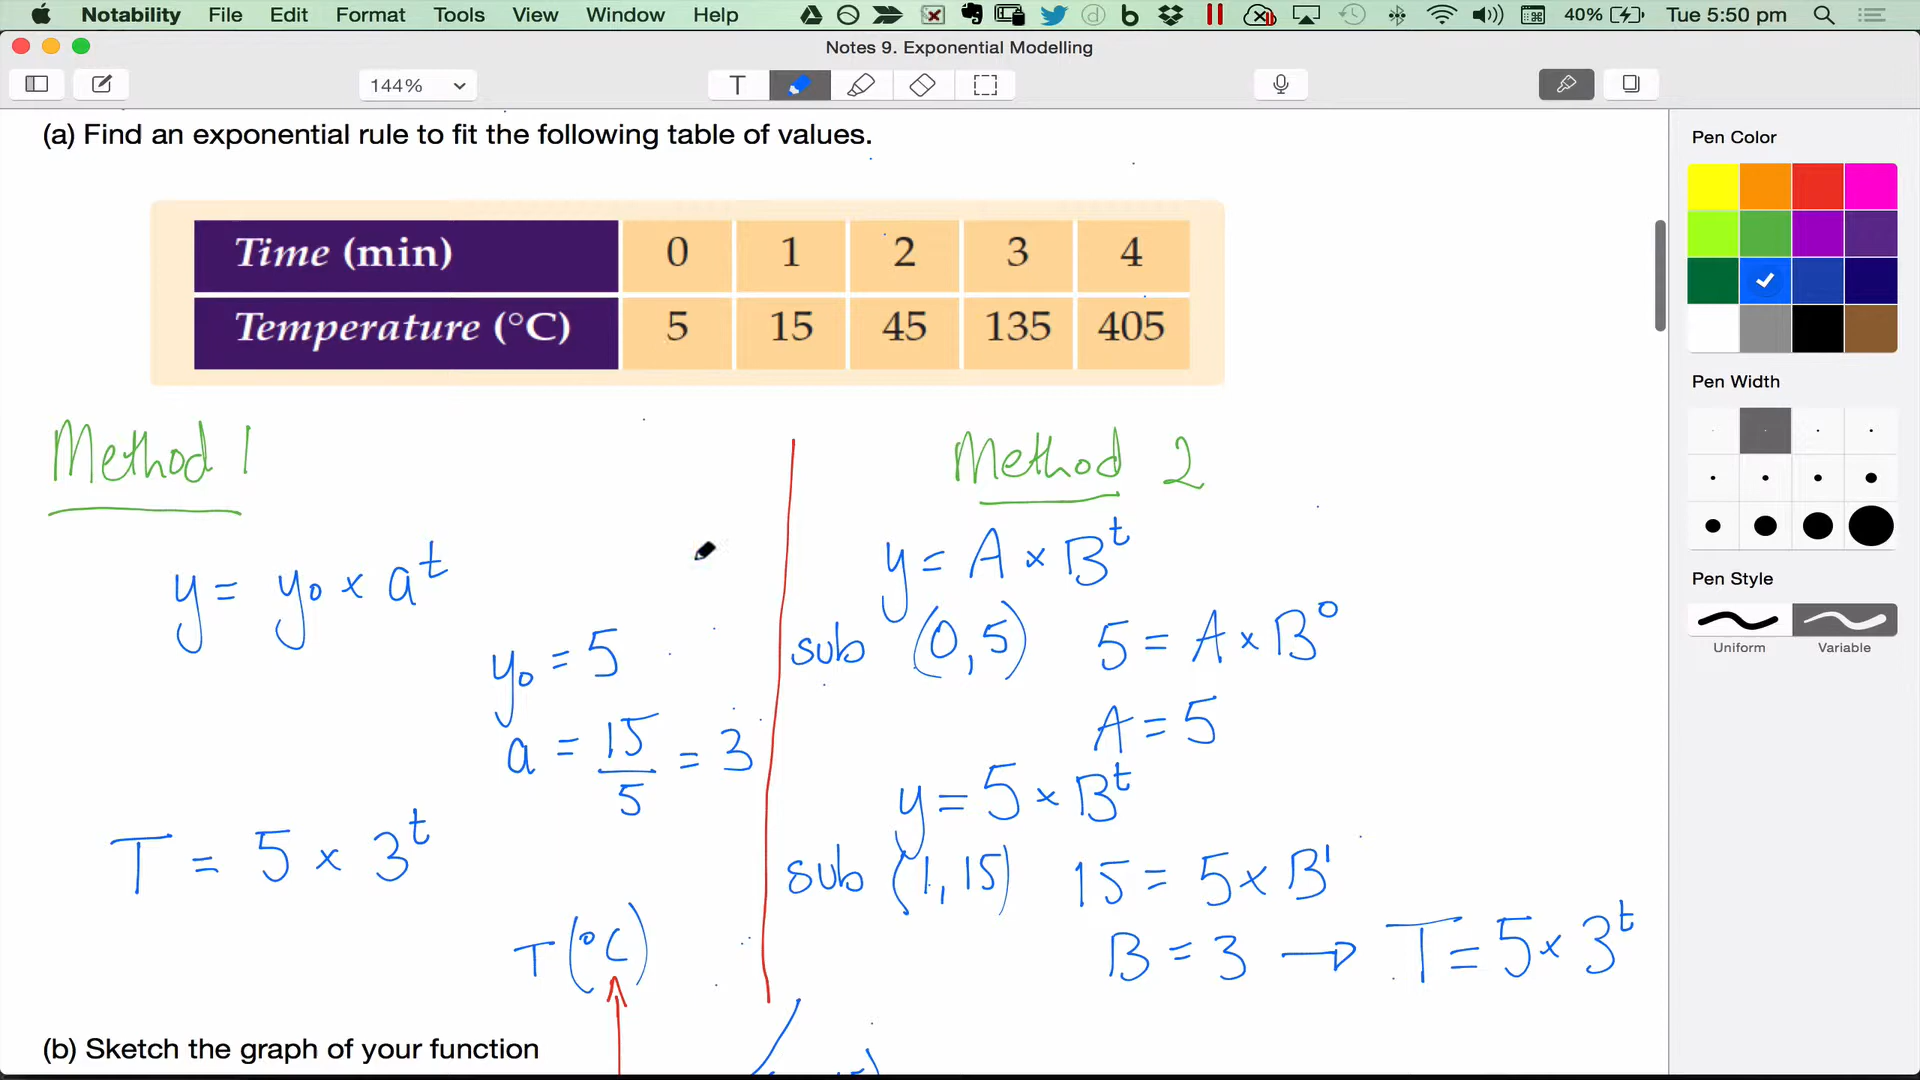 Notability File Edit Format Tools View Window Help 40% Tue 5:50 pm
Notes 9. Exponential Modelling
144%
T
(a) Find an exponential rule to fit the following table of values.
Time (min) 0 1 2 3 4
Temperature (°C) 5 15 45 135 405
Method 1
y = y₀ × aᵗ
y₀ = 5
a = 15/5 = 3
T = 5 × 3ᵗ
T (°C)
Method 2
y = A × Bᵗ
sub (0, 5) 5 = A × B⁰
A = 5
y = 5 × Bᵗ
sub (1, 15) 15 = 5 × B¹
B = 3 → T = 5 × 3ᵗ
(b) Sketch the graph of your function
Pen Color
Pen Width
Pen Style
Uniform Variable